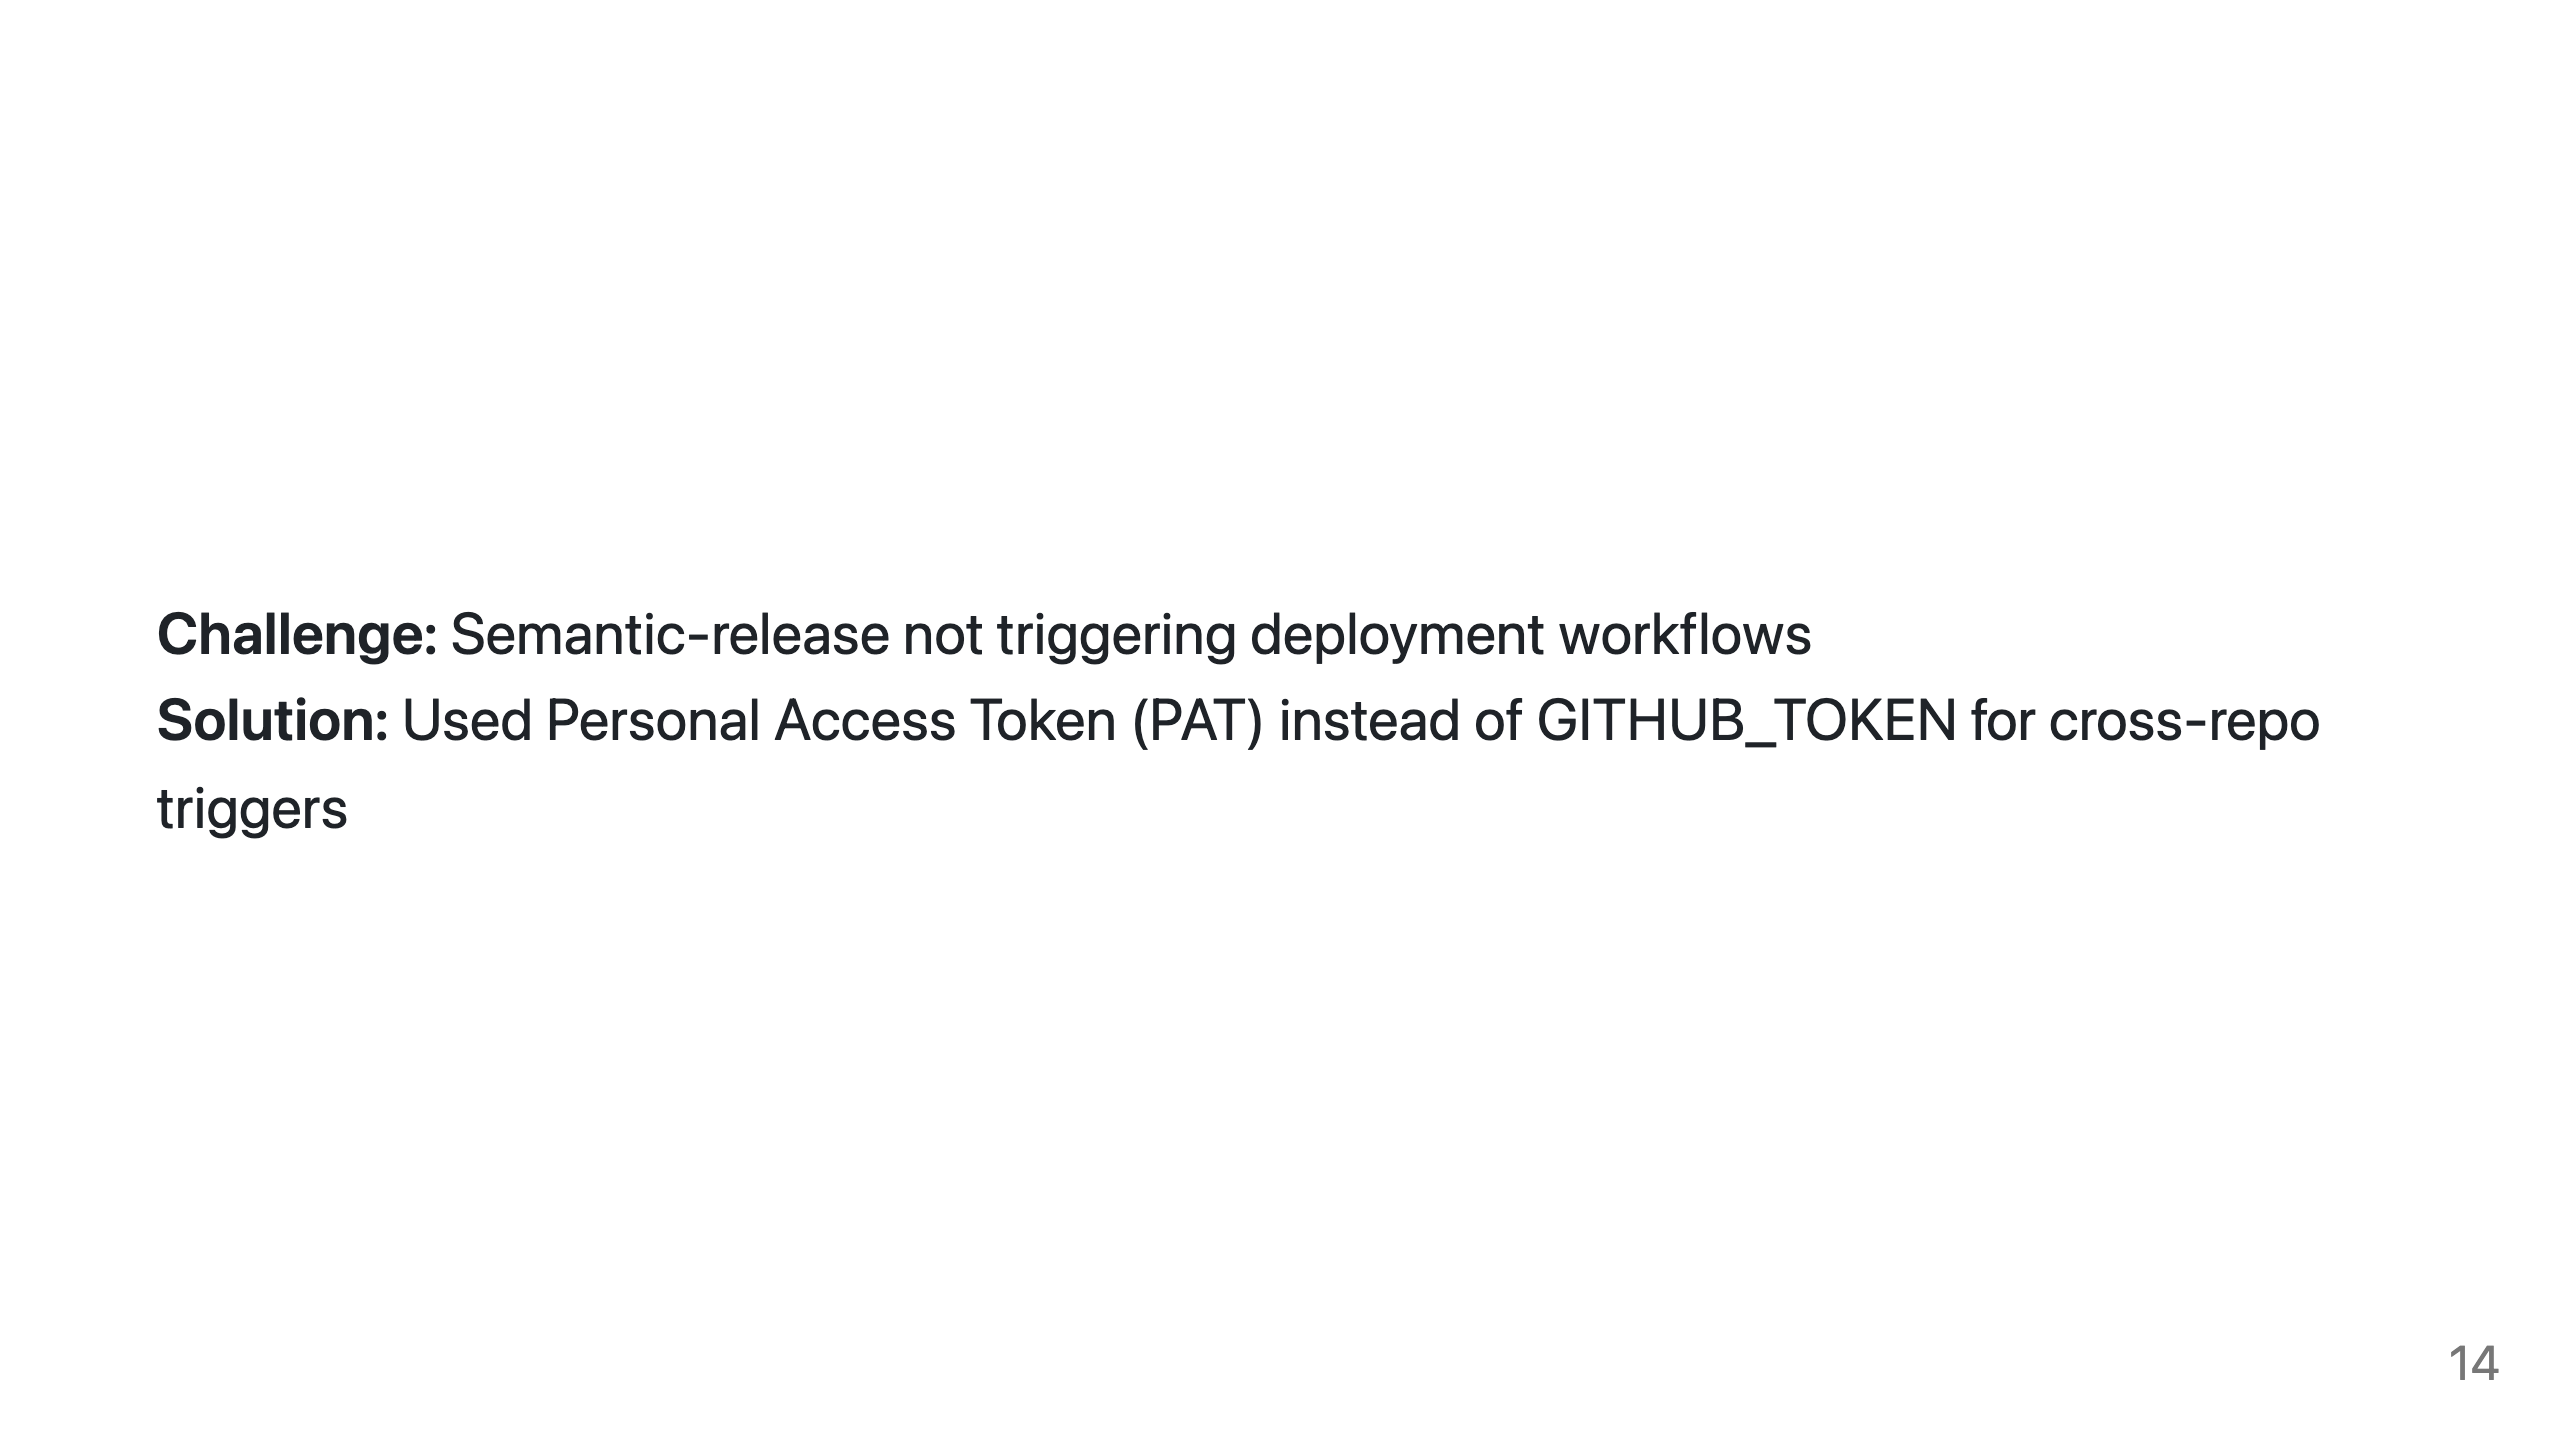 Challenge: Semantic-release not triggering deployment workflows
Solution: Used Personal Access Token (PAT) instead of GITHUB_TOKEN for cross-repo
triggers
14